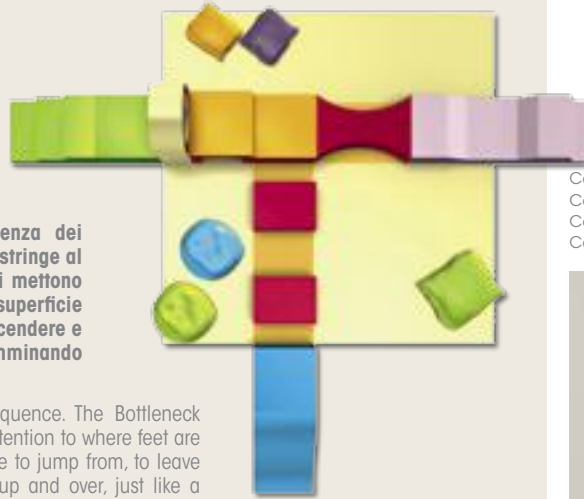 enza dei
stringe al
i mettono
superficie
cendere e
mminando
quence. The Bottleneck
tention to where feet are
e to jump from, to leave
up and over, just like a